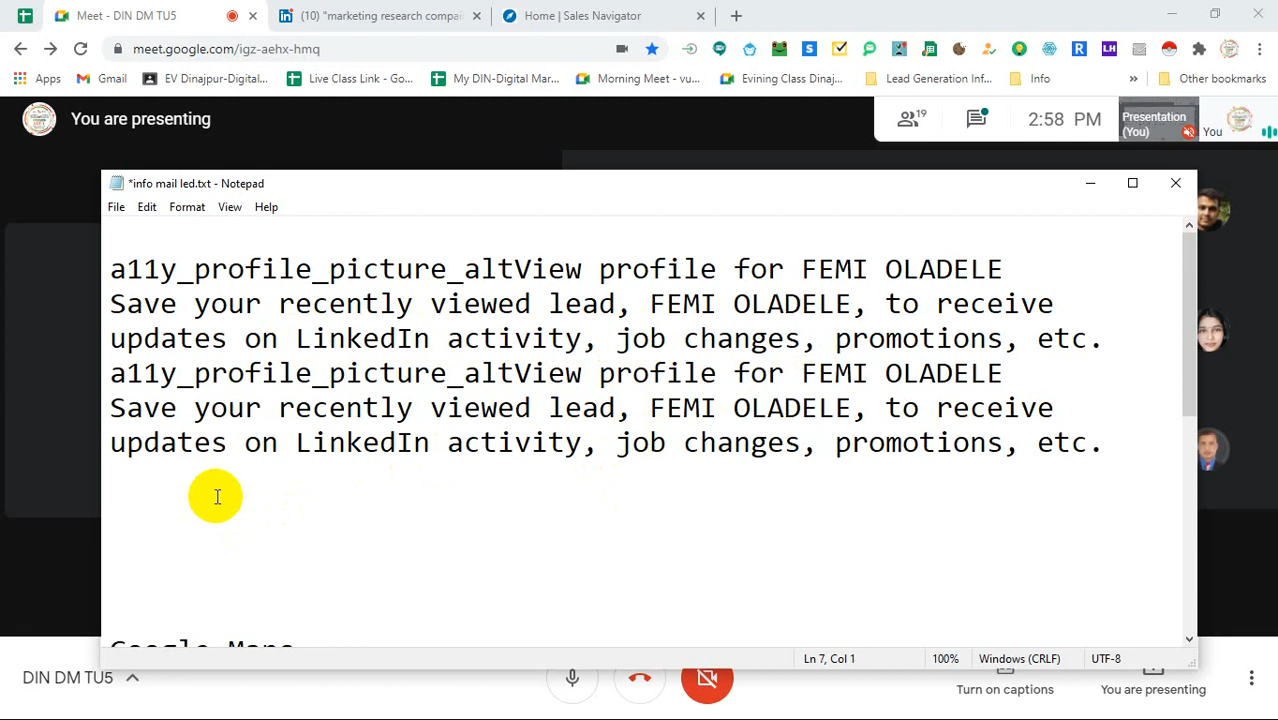 Meet - DIN DM TU5
(10) "marketing research compa
Home | Sales Navigator
meet.google.com/igz-aehx-hmq
Apps
Gmail
EV Dinajpur-Digital...
Live Class Link - Go...
My DIN-Digital Mar...
Morning Meet - vu...
Evining Class Dinaj...
Lead Generation Inf...
Info
Other bookmarks
You are presenting
19
2:58 PM
Presentation
(You)
You
*info mail led.txt - Notepad
File Edit Format View Help
a11y_profile_picture_altView profile for FEMI OLADELE
Save your recently viewed lead, FEMI OLADELE, to receive
updates on LinkedIn activity, job changes, promotions, etc.
a11y_profile_picture_altView profile for FEMI OLADELE
Save your recently viewed lead, FEMI OLADELE, to receive
updates on LinkedIn activity, job changes, promotions, etc.
Google Maps
Ln 7, Col 1
100%
Windows (CRLF)
UTF-8
DIN DM TU5
Turn on captions
You are presenting